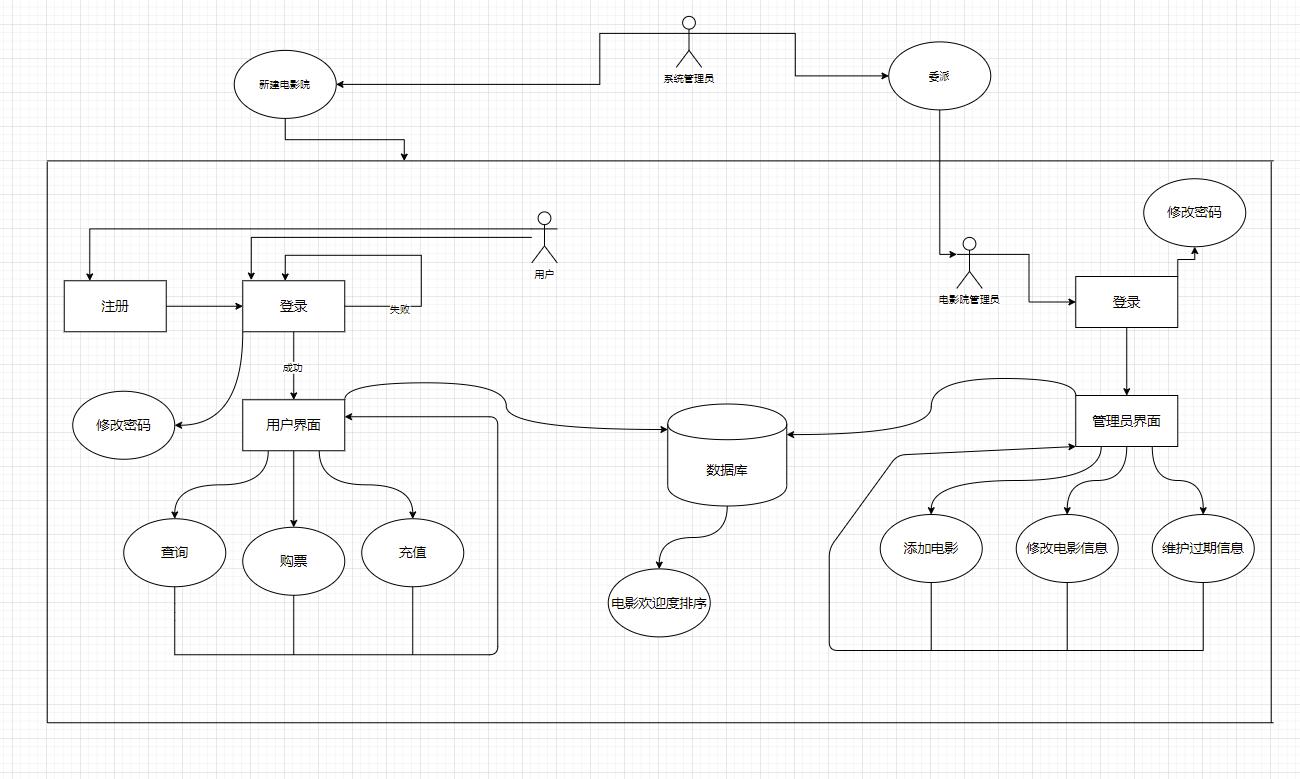 系统管理员
新建电影院
委派
修改密码
用户
电影院管理员
注册
登录
失败
登录
成功
修改密码
用户界面
管理员界面
数据库
查询
购票
充值
添加电影
修改电影信息
维护过期信息
电影欢迎度排序